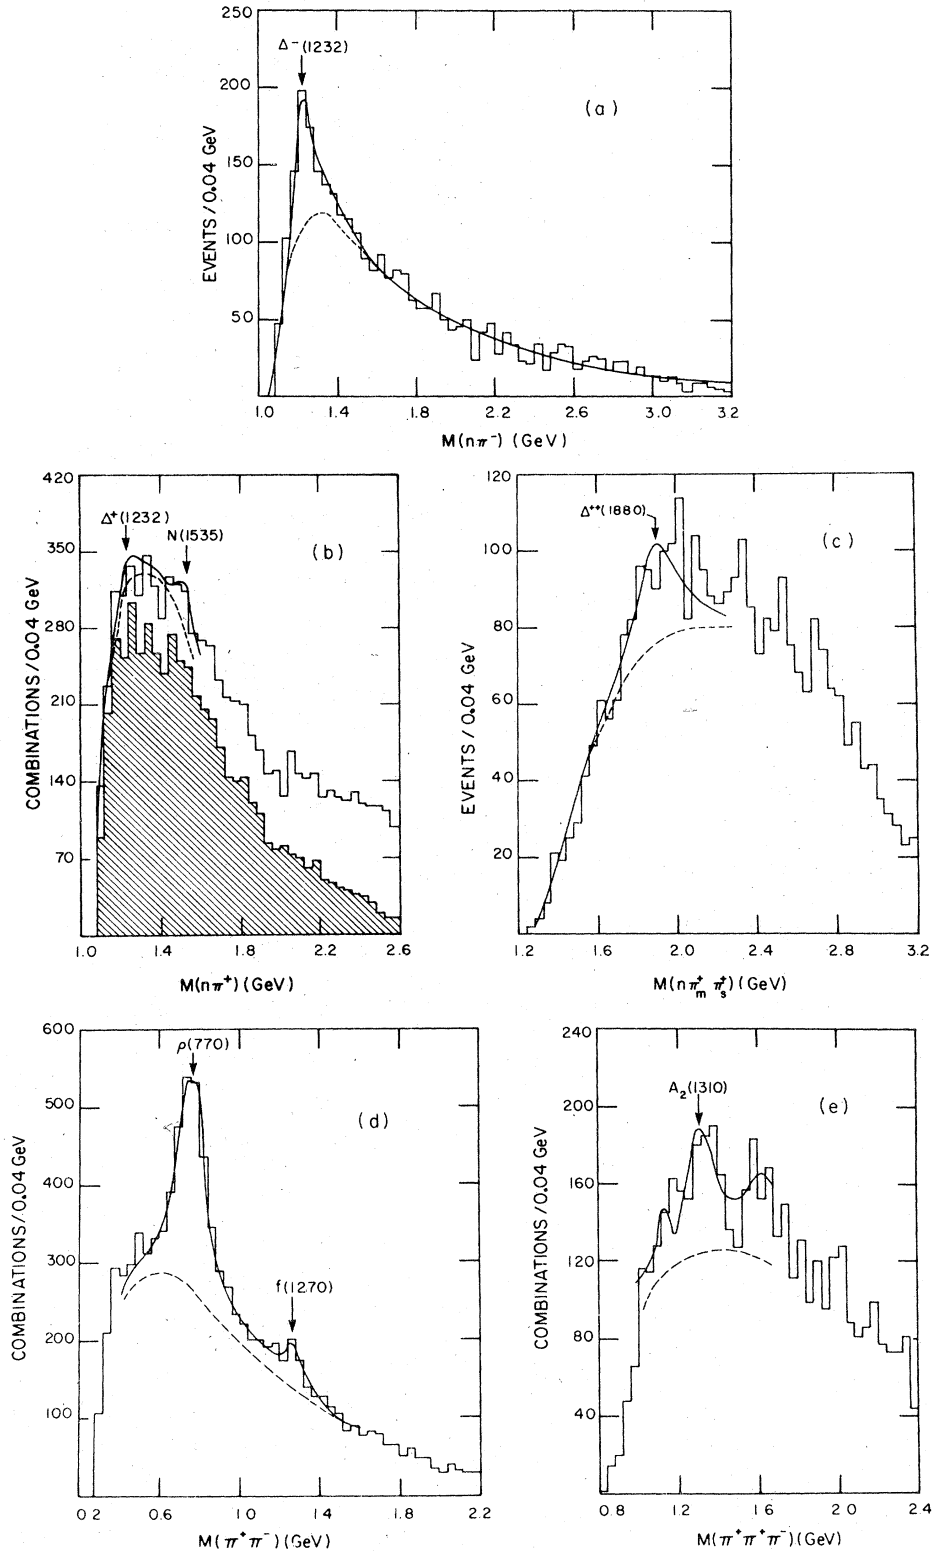 250
Δ⁻(1232)
200
(a)
150
100
50
EVENTS/0.04 GeV
1.0 1.4 1.8 2.2 2.6 3.0 3.2
M(nπ⁻) (GeV)
420
Δ⁺(1232)
N(1535)
350
(b)
280
210
140
70
COMBINATIONS/0.04 GeV
1.0 1.4 1.8 2.2 2.6
M(nπ⁺) (GeV)
120
Δ⁺⁺(1880)
100
(c)
80
60
40
20
EVENTS / 0.04 GeV
1.2 1.6 2.0 2.4 2.8 3.2
M(nπ⁺ₘ π⁺ₛ) (GeV)
600
ρ(770)
500
(d)
400
300
f(1270)
200
100
COMBINATIONS/0.04 GeV
0.2 0.6 1.0 1.4 1.8 2.2
M(π⁺π⁻) (GeV)
240
A₂(1310)
200
(e)
160
120
80
40
COMBINATIONS/0.04 GeV
0.8 1.2 1.6 2.0 2.4
M(π⁺π⁺π⁻) (GeV)